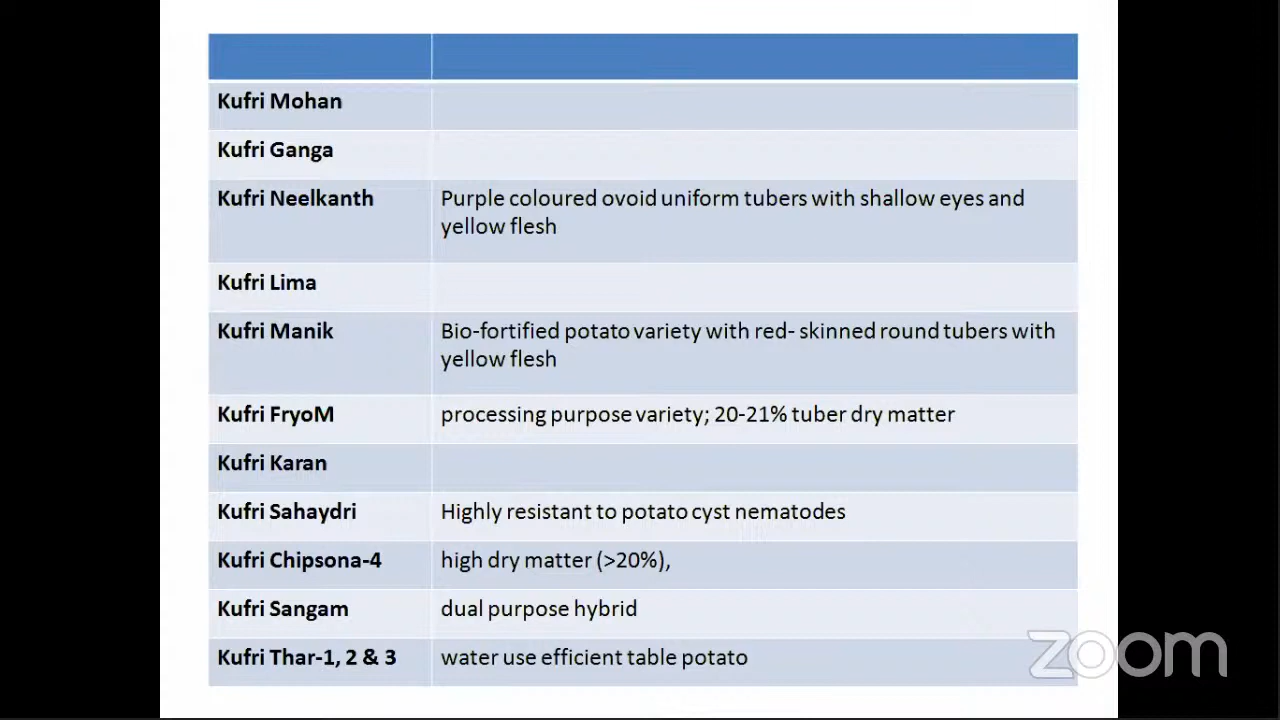 Kufri Mohan
Kufri Ganga
Kufri Neelkanth
Purple coloured ovoid uniform tubers with shallow eyes and
yellow flesh
Kufri Lima
Kufri Manik
Bio-fortified potato variety with red- skinned round tubers with
yellow flesh
Kufri FryoM
processing purpose variety; 20-21% tuber dry matter
Kufri Karan
Kufri Sahaydri
Highly resistant to potato cyst nematodes
Kufri Chipsona-4
high dry matter (>20%),
Kufri Sangam
dual purpose hybrid
Kufri Thar-1, 2 & 3
water use efficient table potato
zoom